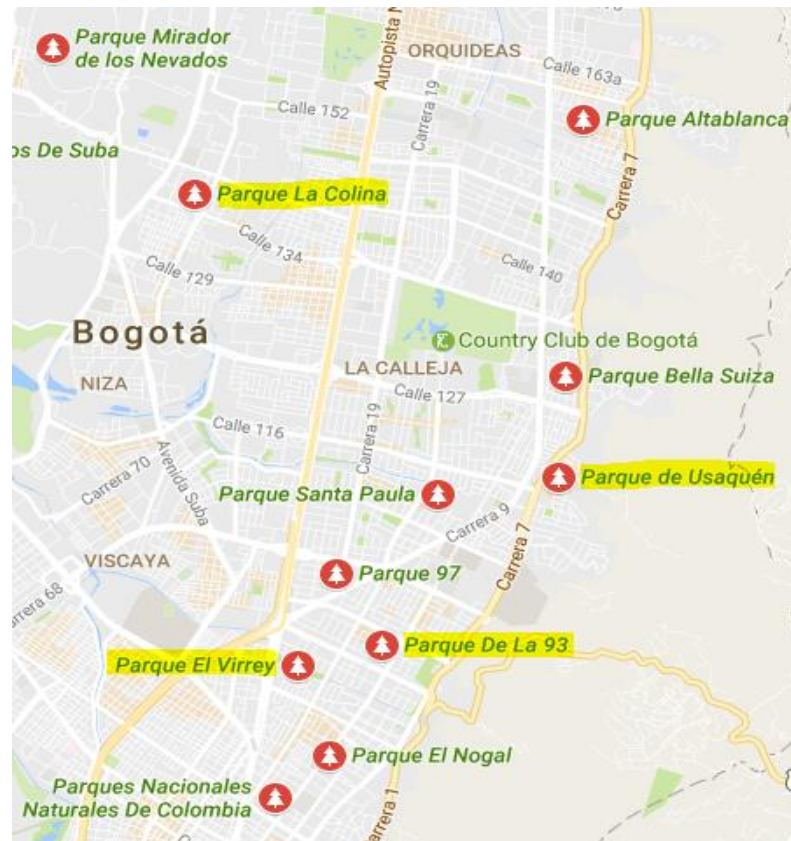 Parque Mirador
de los Nevados
Autopista N
ORQUIDEAS
Calle 163a
Calle 152
Carrera 19
Parque Altablanca
os De Suba
Parque La Colina
Carrera 7
Calle 134
Calle 129
Calle 140
Bogotá
Country Club de Bogotá
NIZA
LA CALLEJA
Parque Bella Suiza
Calle 127
Carrera 19
Calle 116
Carrera 70
Avenida Suba
Parque de Usaquén
Parque Santa Paula
Carrera 9
Carrera 7
VISCAYA
Parque 97
Carrera 68
Parque De La 93
Parque El Virrey
Parque El Nogal
Parques Nacionales
Naturales De Colombia
Carrera 1